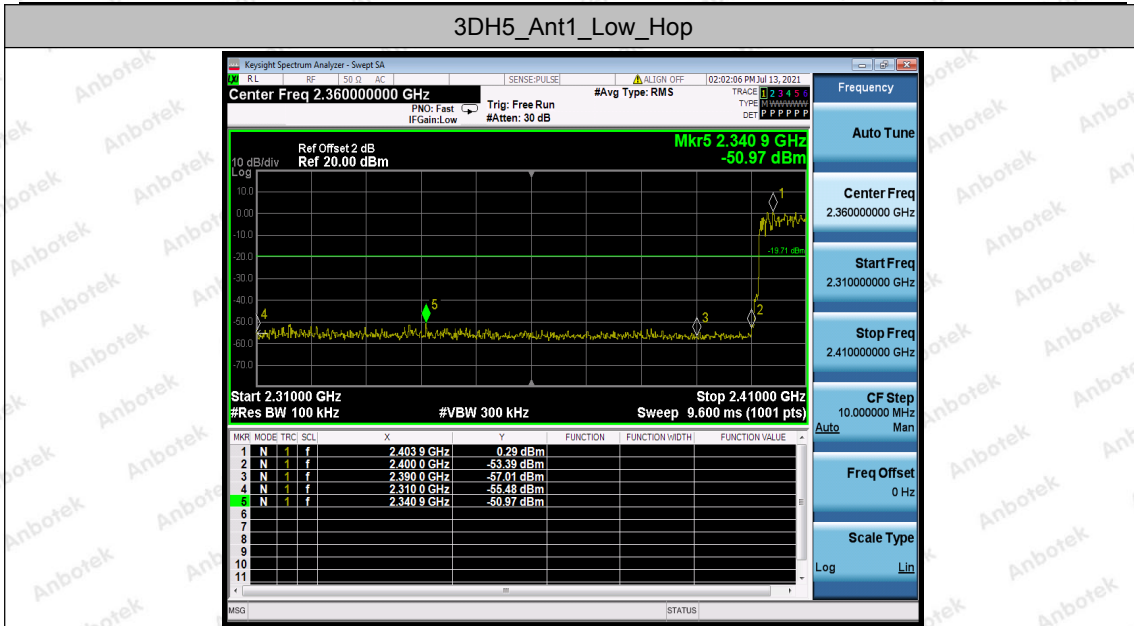 3DH5_Ant1_Low_Hop
Keysight Spectrum Analyzer - Swept SA
RL RF 50 Ω AC SENSE:PULSE ALIGN OFF 02:02:06 PM Jul 13, 2021
Center Freq 2.360000000 GHz #Avg Type: RMS TRACE 1 2 3 4 5 6
PNO: Fast Trig: Free Run TYPE M WWWWW
IFGain:Low #Atten: 30 dB DET P P P P P P
Mkr5 2.340 9 GHz
-50.97 dBm
Ref Offset 2 dB
10 dB/div Ref 20.00 dBm
Log
10.0
0.00
-10.0
-20.0
-30.0
-40.0
-50.0
-60.0
-70.0
1
-19.71 dBm
5
4
3
2
Start 2.31000 GHz Stop 2.41000 GHz
#Res BW 100 kHz #VBW 300 kHz Sweep 9.600 ms (1001 pts)
MKR MODE TRC SCL X Y FUNCTION FUNCTION WIDTH FUNCTION VALUE
1 N 1 f 2.403 9 GHz 0.29 dBm
2 N 1 f 2.400 0 GHz -53.39 dBm
3 N 1 f 2.390 0 GHz -57.01 dBm
4 N 1 f 2.310 0 GHz -55.48 dBm
5 N 1 f 2.340 9 GHz -50.97 dBm
6
7
8
9
10
11
MSG STATUS
Frequency
Auto Tune
Center Freq
2.360000000 GHz
Start Freq
2.310000000 GHz
Stop Freq
2.410000000 GHz
CF Step
10.000000 MHz
Auto Man
Freq Offset
0 Hz
Scale Type
Log Lin
Anbotek